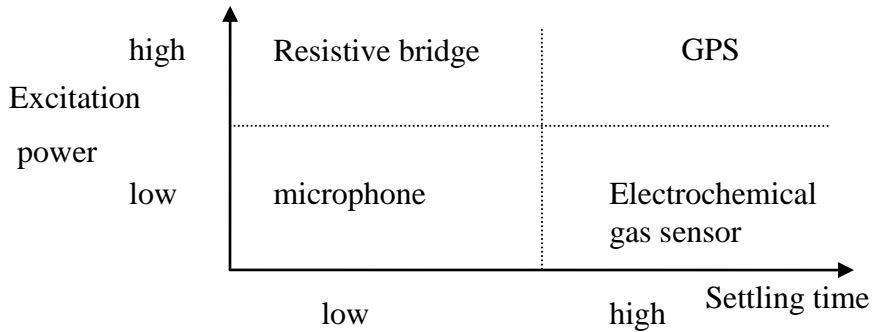 high Resistive bridge GPS
Excitation
power
low microphone Electrochemical
gas sensor
Settling time
low high